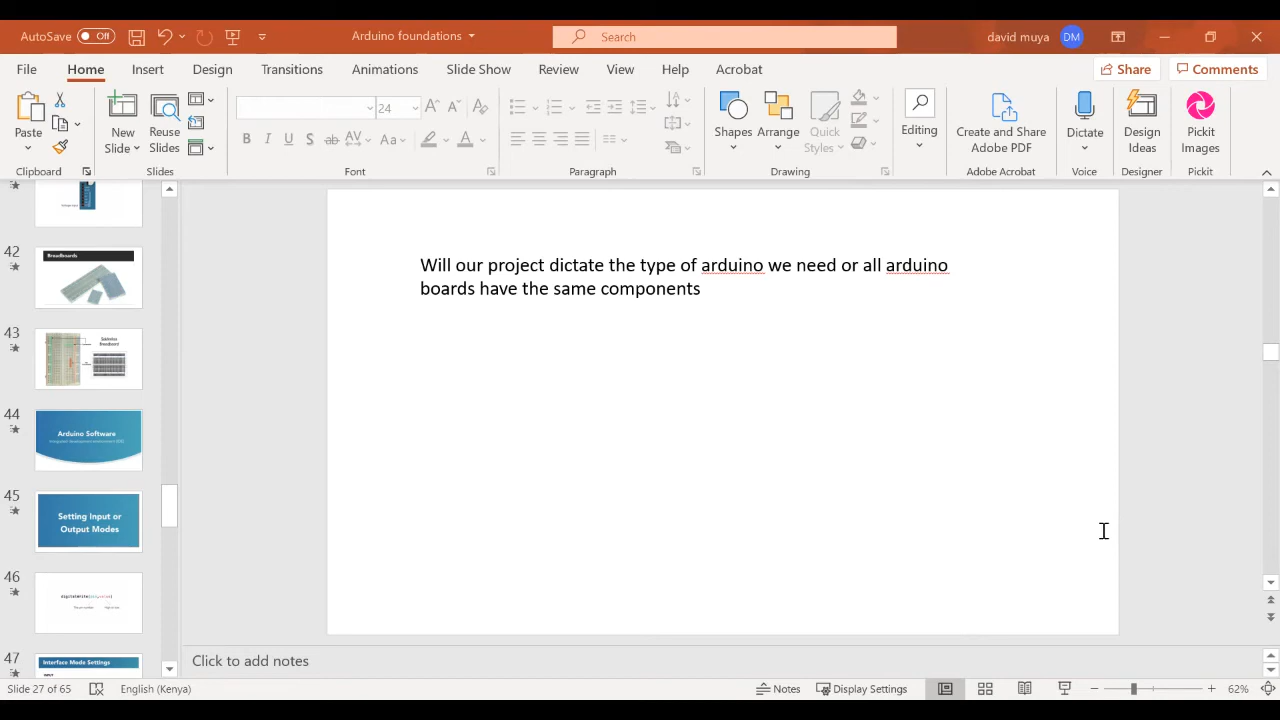 AutoSave Off Arduino foundations Search david muya DM
File Home Insert Design Transitions Animations Slide Show Review View Help Acrobat Share Comments
Paste New Slide Reuse Slides 24 Shapes Arrange Quick Styles Editing Create and Share Adobe PDF Dictate Design Ideas Pickit Images
Clipboard Slides Font Paragraph Drawing Adobe Acrobat Voice Designer Pickit
42
Breadboards
43
Solderless
Breadboard
44
Arduino Software
45
Setting Input or
Output Modes
46
47
Interface Mode Settings
INPUT
Will our project dictate the type of arduino we need or all arduino
boards have the same components
Click to add notes
Slide 27 of 65 English (Kenya) Notes Display Settings 62%